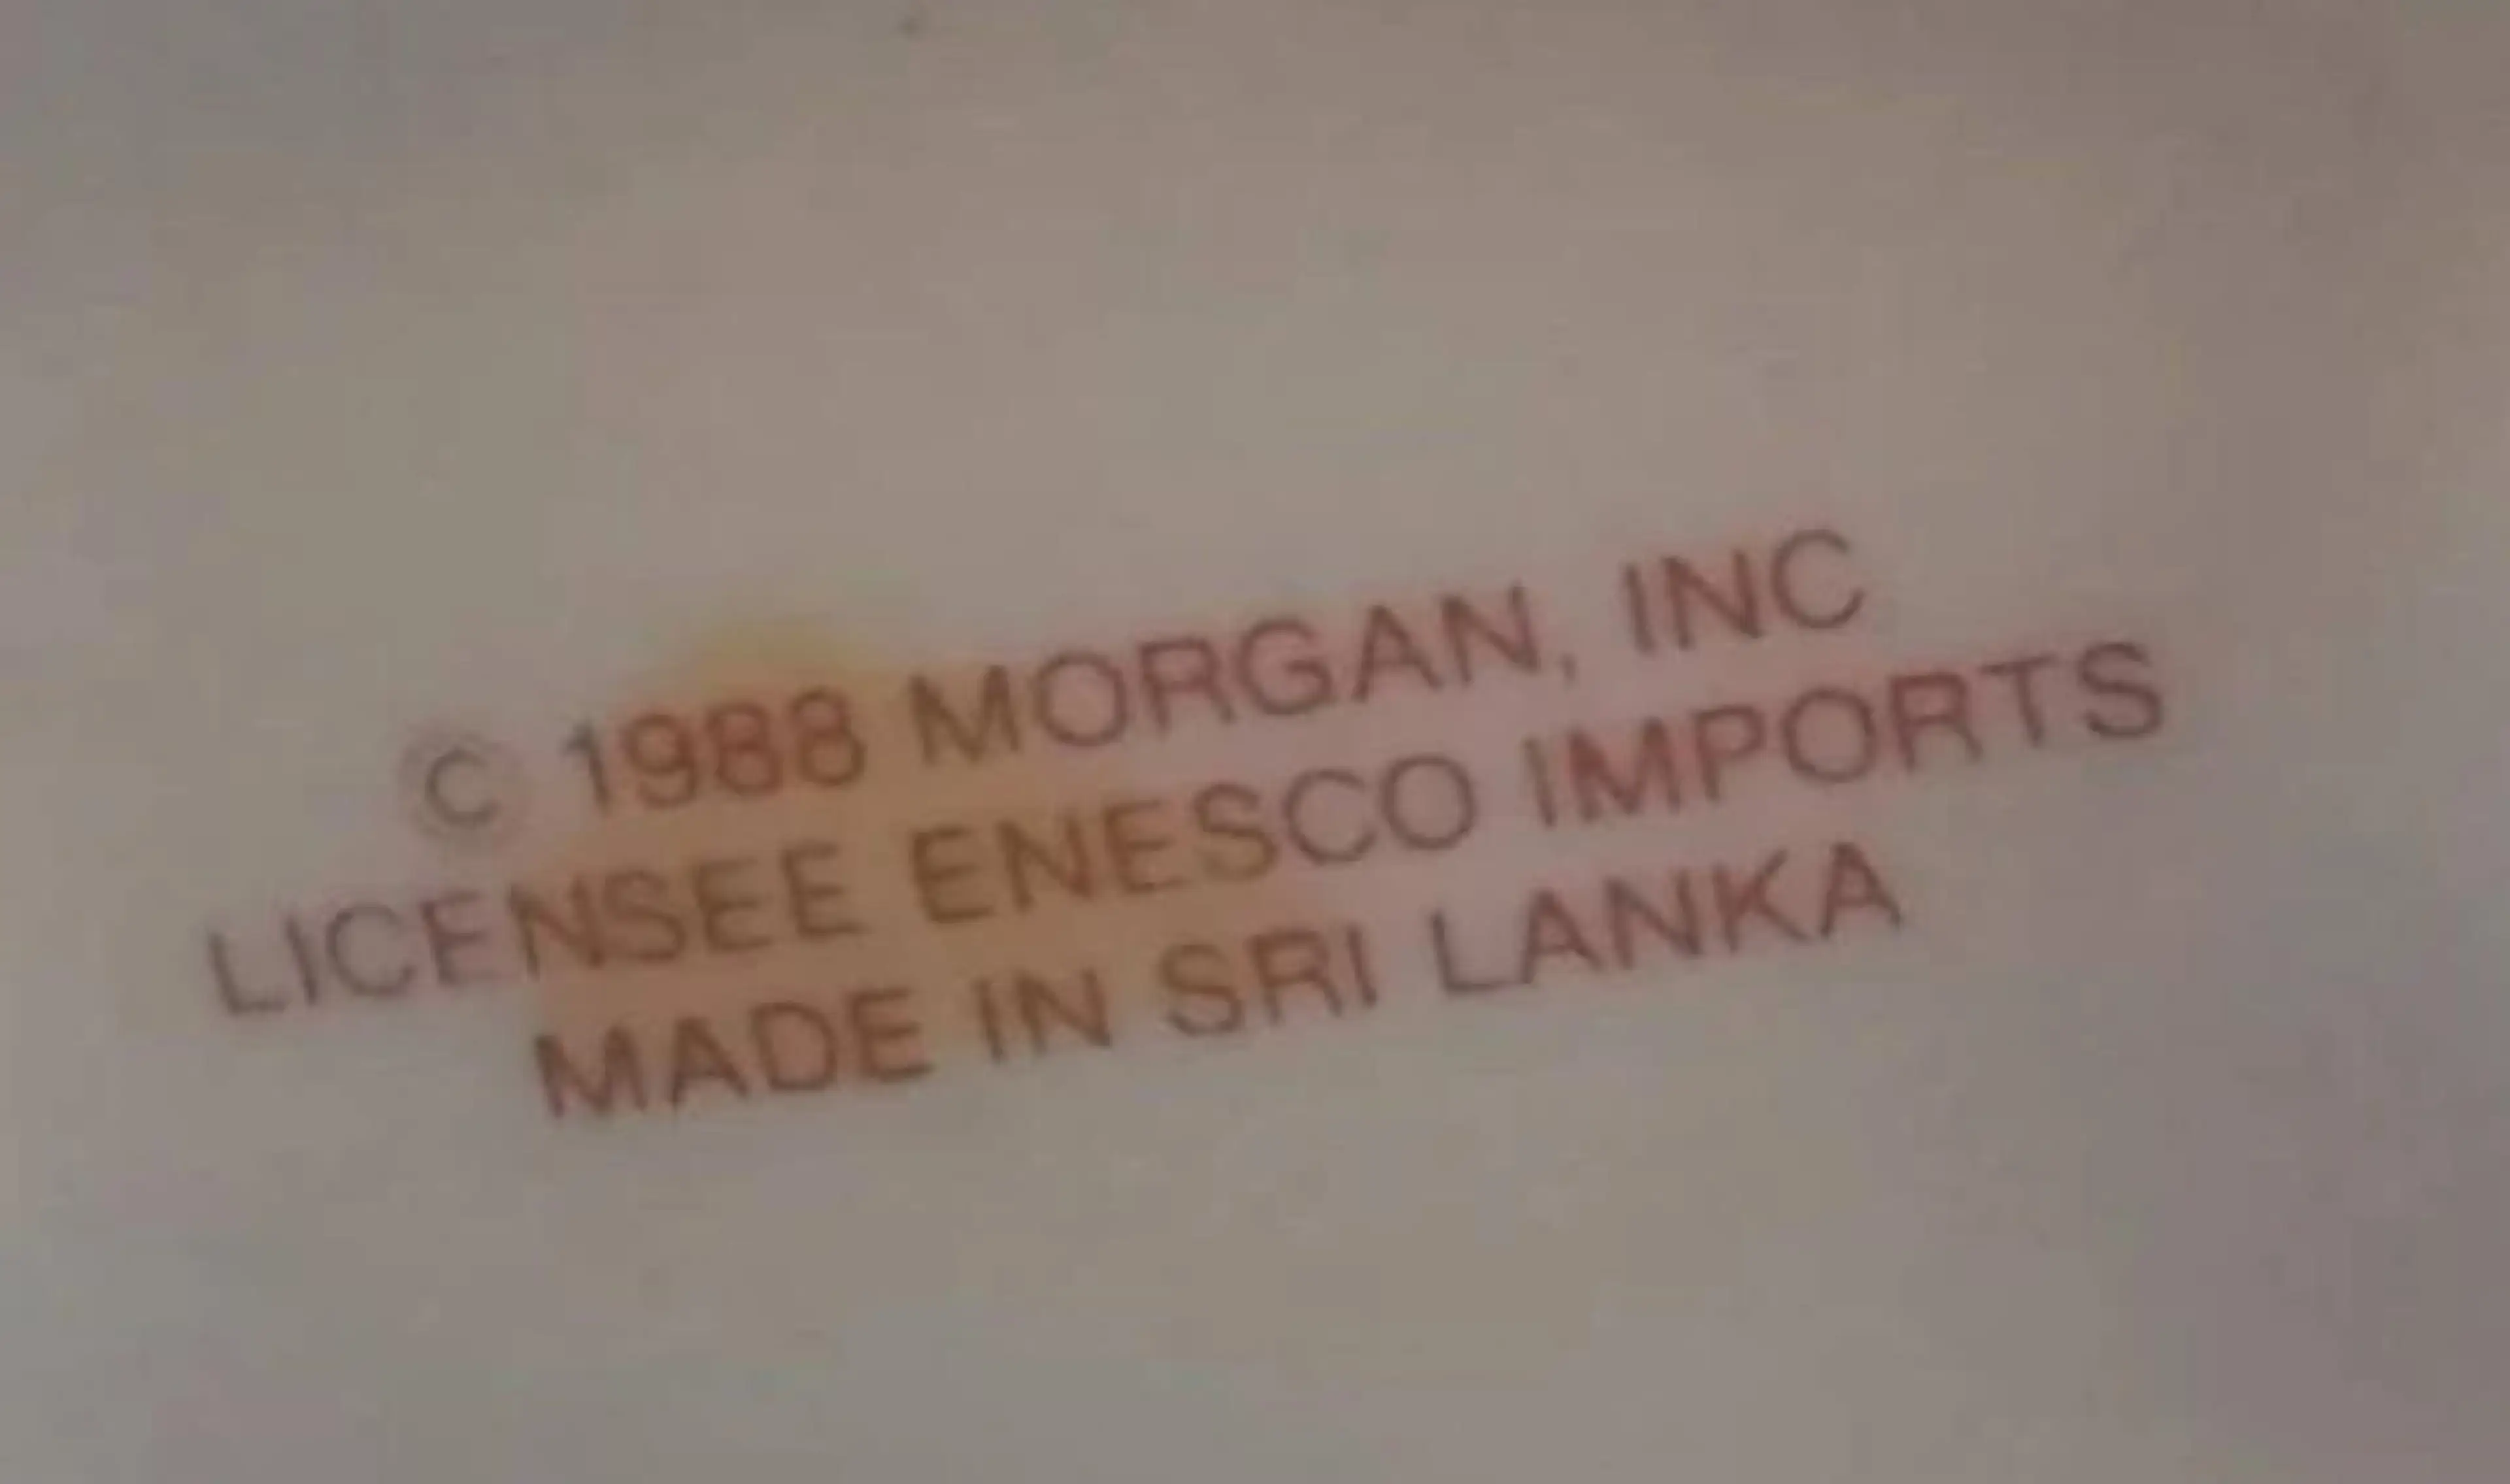 © 1988 MORGAN, INC
LICENSEE ENESCO IMPORTS
MADE IN SRI LANKA